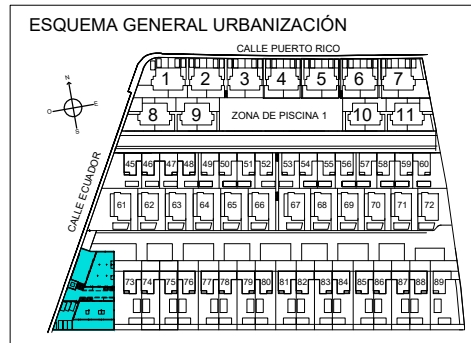 ESQUEMA GENERAL URBANIZACIÓN
CALLE PUERTO RICO
N
O E
S
1 2 3 4 5 6 7
8 9 ZONA DE PISCINA 1 10 11
CALLE ECUADOR
45 46 47 48 49 50 51 52 53 54 55 56 57 58 59 60
61 62 63 64 65 66 67 68 69 70 71 72
73 74 75 76 77 78 79 80 81 82 83 84 85 86 87 88 89